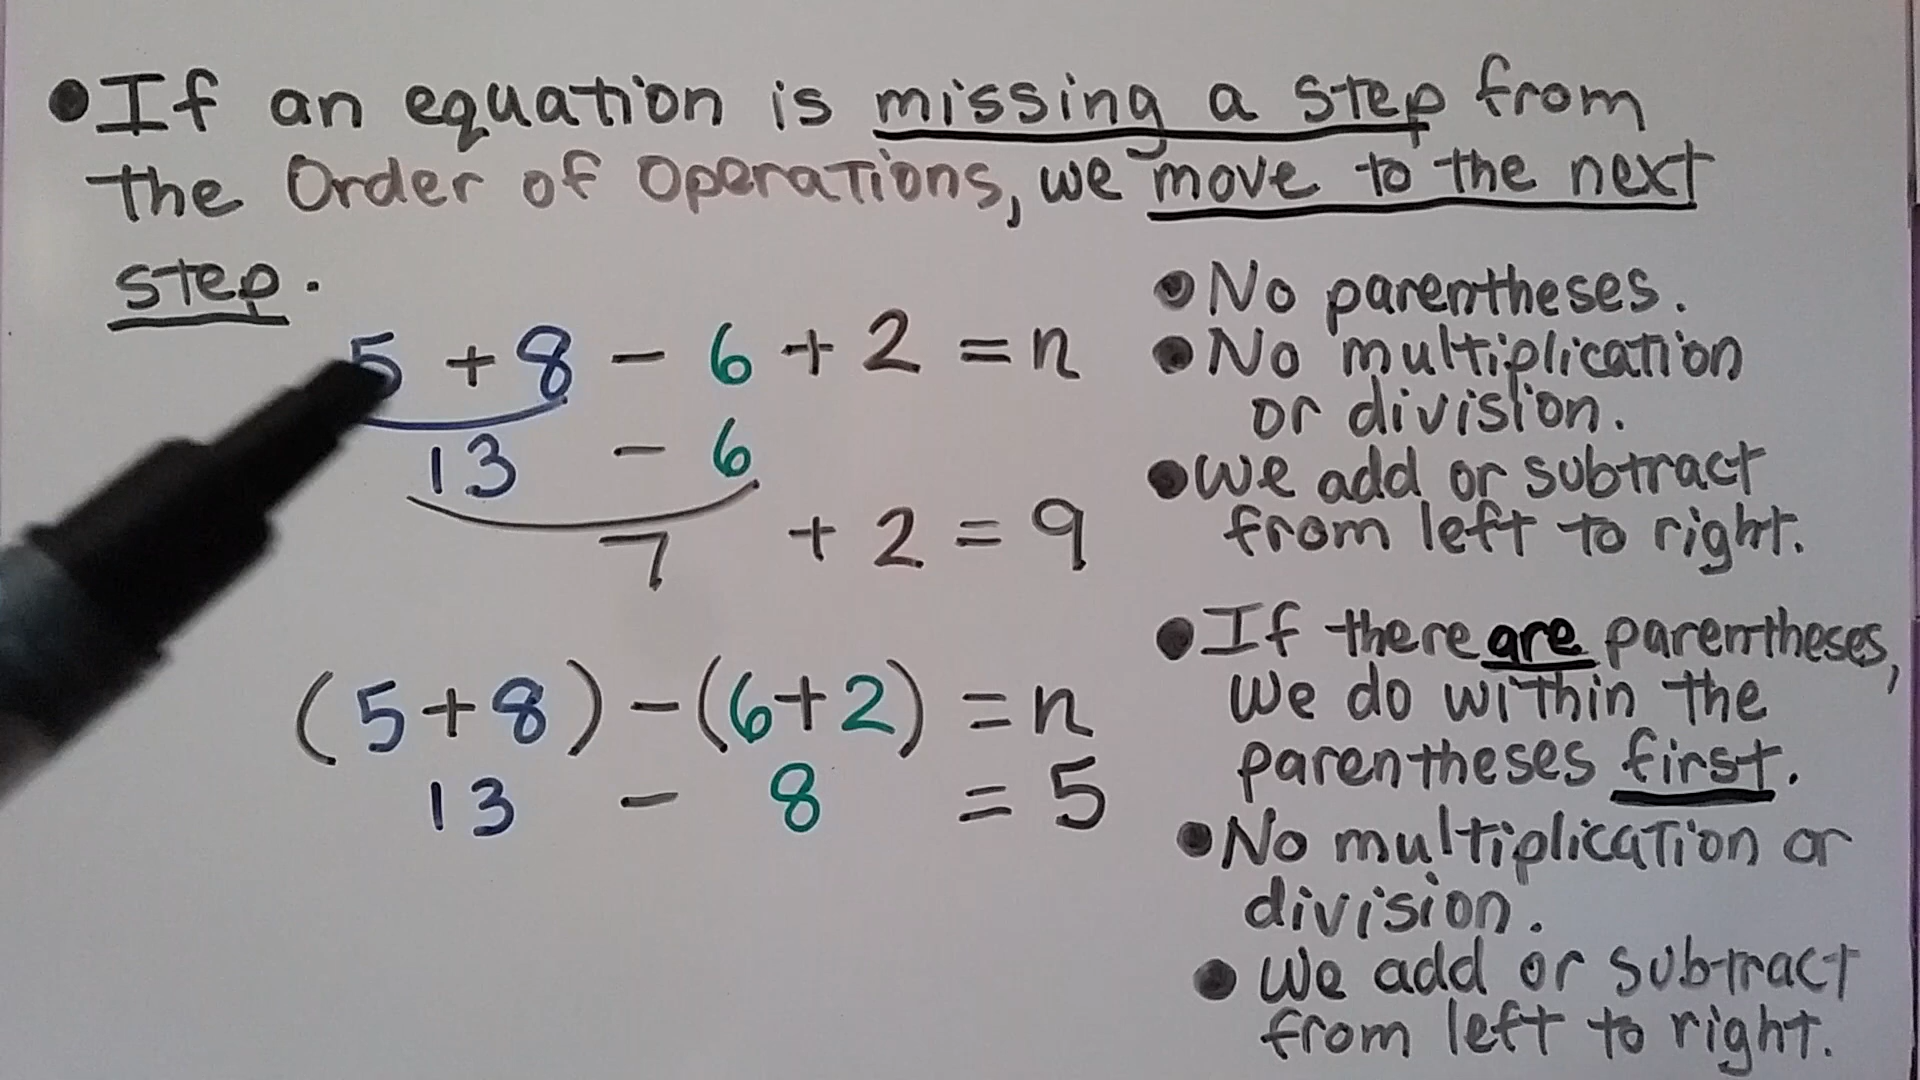 •If an equation is missing a step from
the Order of Operations, we move to the next
step.
5 + 8 - 6 + 2 = n
13 - 6
7 + 2 = 9
(5+8) - (6+2) = n
13 - 8 = 5
•No parentheses.
•No multiplication
or division.
•We add or subtract
from left to right.
•If there are parentheses,
we do within the
parentheses first.
•No multiplication or
division.
•We add or subtract
from left to right.